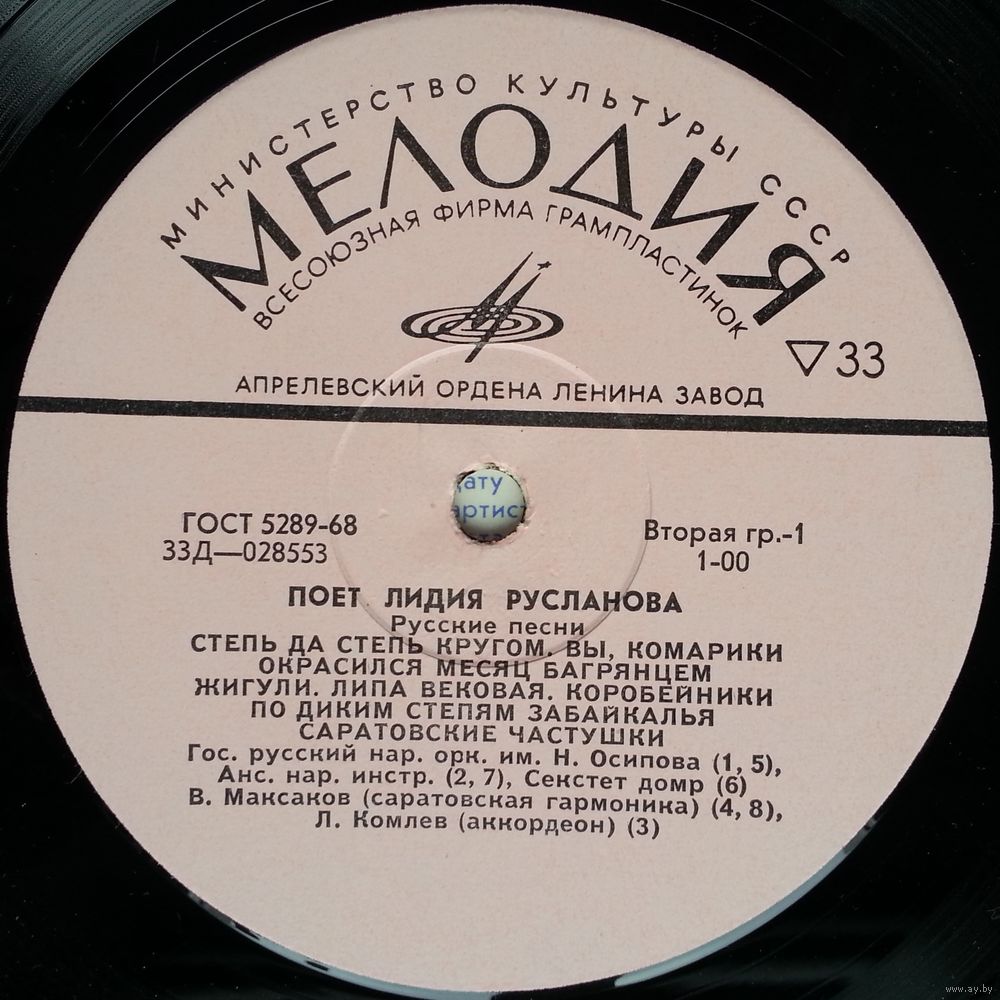 МИНИСТЕРСТВО КУЛЬТУРЫ СССР
МЕЛОДИЯ
ВСЕСОЮЗНАЯ ФИРМА ГРАМПЛАСТИНОК
▽33
АПРЕЛЕВСКИЙ ОРДЕНА ЛЕНИНА ЗАВОД
ГОСТ 5289-68
33Д—028553
Вторая гр.-1
1-00
ПОЕТ ЛИДИЯ РУСЛАНОВА
Русские песни
СТЕПЬ ДА СТЕПЬ КРУГОМ. ВЫ, КОМАРИКИ
ОКРАСИЛСЯ МЕСЯЦ БАГРЯНЦЕМ
ЖИГУЛИ. ЛИПА ВЕКОВАЯ. КОРОБЕЙНИКИ
ПО ДИКИМ СТЕПЯМ ЗАБАЙКАЛЬЯ
САРАТОВСКИЕ ЧАСТУШКИ
Гос. русский нар. орк. им. Н. Осипова (1, 5),
Анс. нар. инстр. (2, 7), Секстет домр (6)
В. Максаков (саратовская гармоника) (4, 8),
Л. Комлев (аккордеон) (3)
www.ay.by